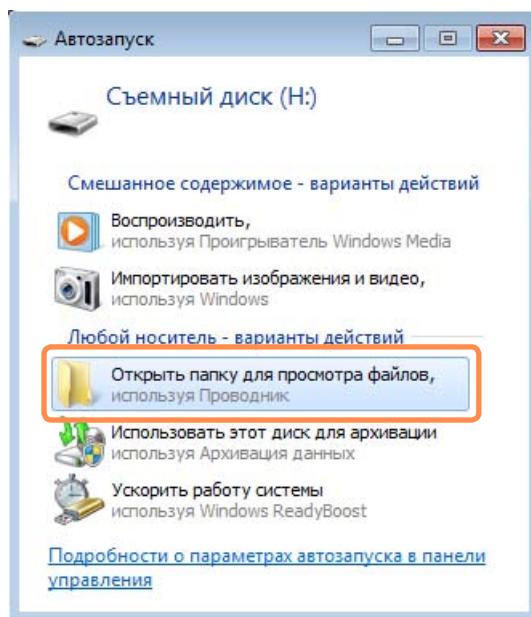 Автозапуск
Съемный диск (H:)
Смешанное содержимое - варианты действий
Воспроизводить,
используя Проигрыватель Windows Media
Импортировать изображения и видео,
используя Windows
Любой носитель - варианты действий
Открыть папку для просмотра файлов,
используя Проводник
Использовать этот диск для архивации
используя Архивация данных
Ускорить работу системы
используя Windows ReadyBoost
Подробности о параметрах автозапуска в панели
управления